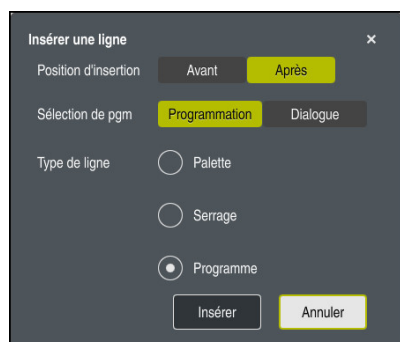 Insérer une ligne ×
Position d'insertion Avant Après
Sélection de pgm Programmation Dialogue
Type de ligne Palette
Serrage
Programme
Insérer Annuler